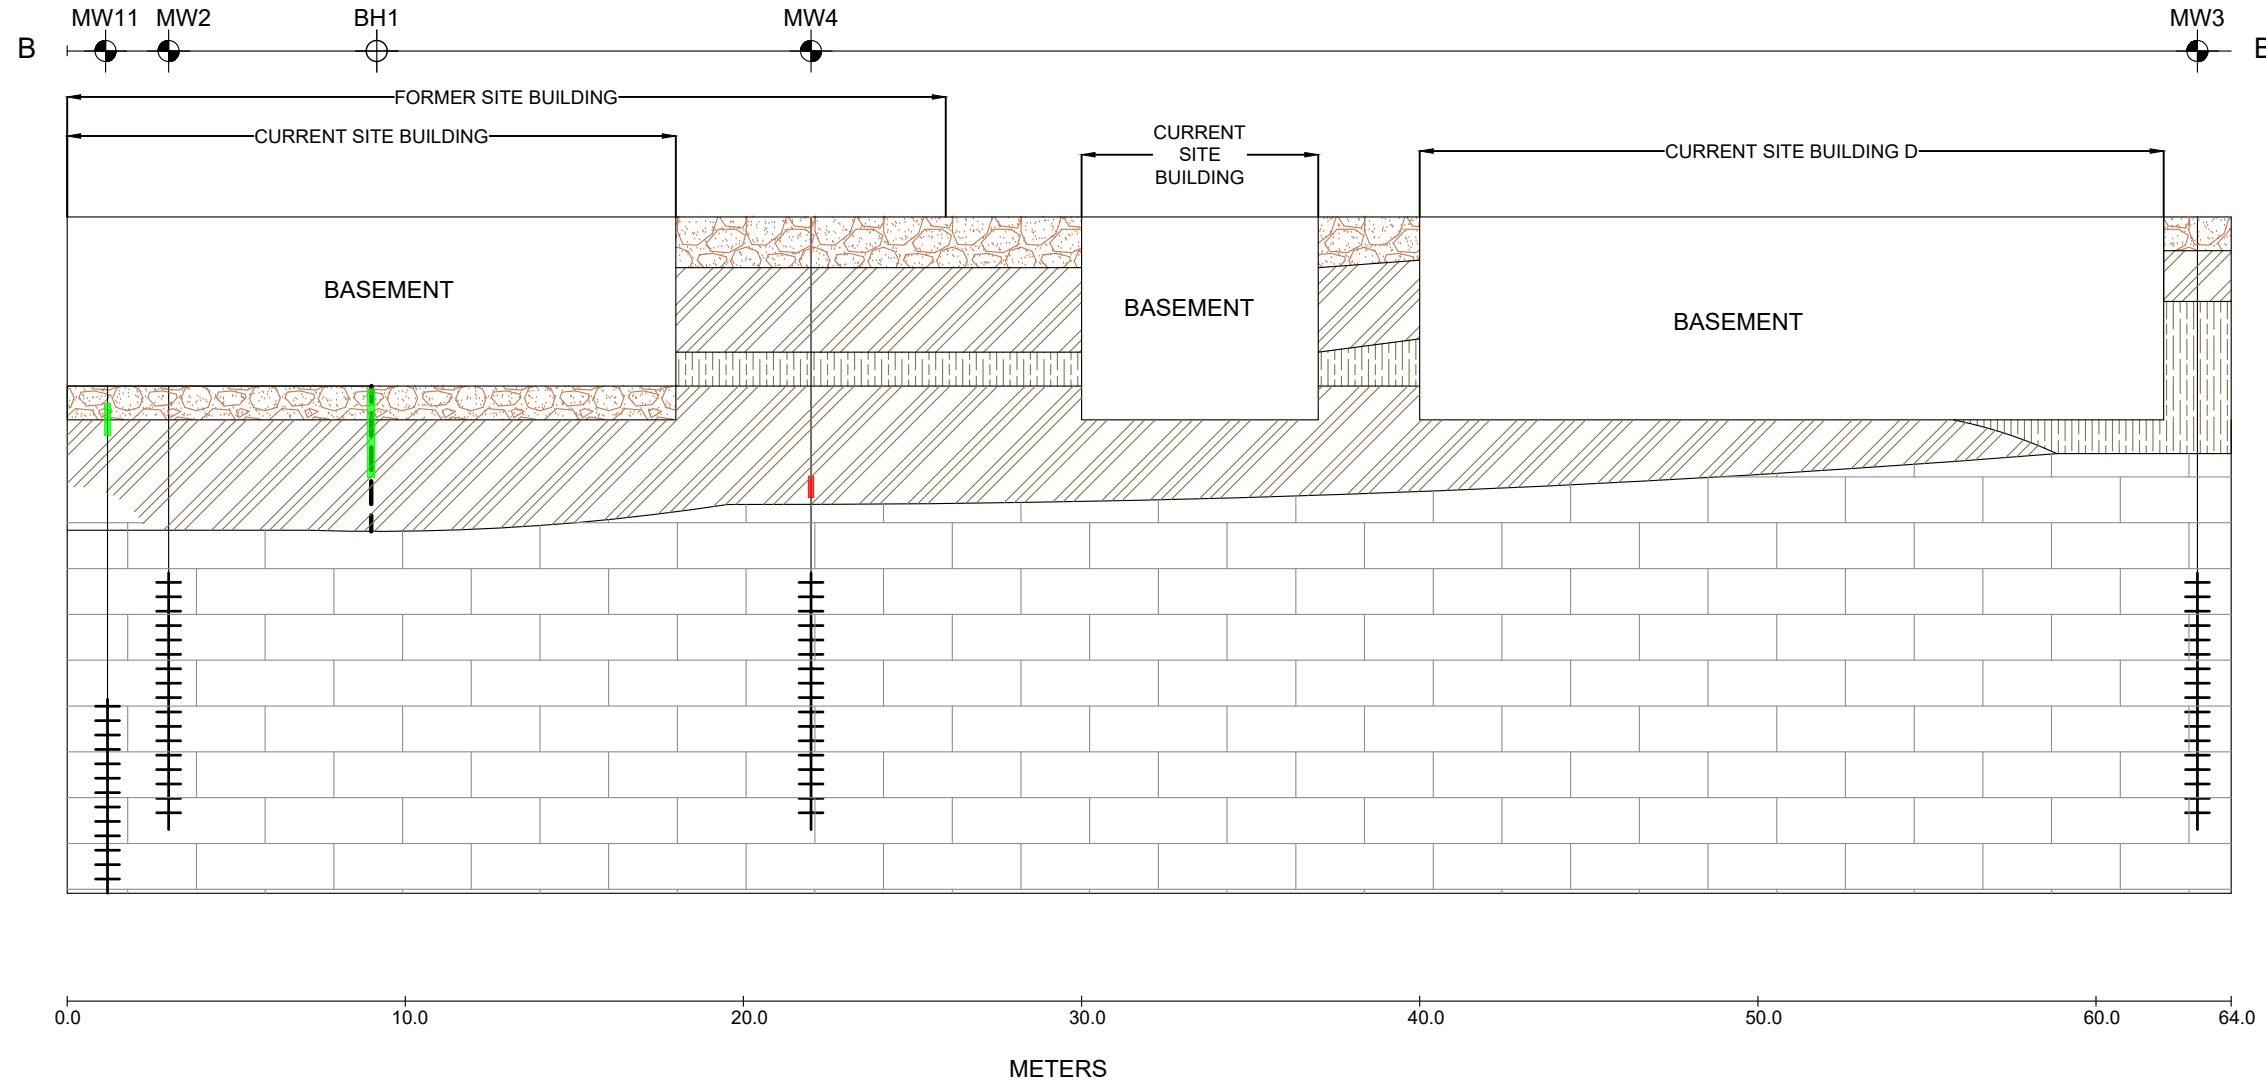 MW11 MW2 BH1 MW4 MW3
B
FORMER SITE BUILDING
CURRENT SITE BUILDING
CURRENT
SITE
BUILDING
CURRENT SITE BUILDING D
BASEMENT
BASEMENT
BASEMENT
0.0 10.0 20.0 30.0 40.0 50.0 60.0 64.0
METERS